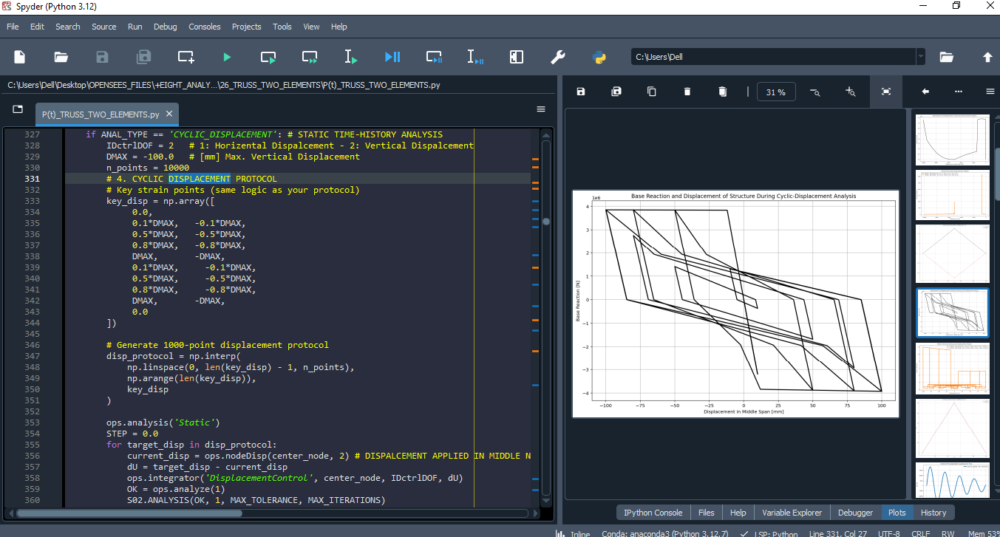 Spyder (Python 3.12)
File Edit Search Source Run Debug Consoles Projects Tools View Help
C:\Users\Dell
C:\Users\Dell\Desktop\OPENSEES_FILES\+EIGHT_ANALY...\26_TRUSS_TWO_ELEMENTS\P(t)_TRUSS_TWO_ELEMENTS.py
P(t)_TRUSS_TWO_ELEMENTS.py
327 if ANAL_TYPE == 'CYCLIC_DISPLACEMENT': # STATIC TIME-HISTORY ANALYSIS
328 IDctrlDOF = 2 # 1: Horizental Dispalcement - 2: Vertical Dispalcement
329 DMAX = -100.0 # [mm] Max. Vertical Displacement
330 n_points = 10000
331 # 4. CYCLIC DISPLACEMENT PROTOCOL
332 # Key strain points (same logic as your protocol)
333 key_disp = np.array([
334 0.0,
335 0.1*DMAX, -0.1*DMAX,
336 0.5*DMAX, -0.5*DMAX,
337 0.8*DMAX, -0.8*DMAX,
338 DMAX, -DMAX,
339 0.1*DMAX, -0.1*DMAX,
340 0.5*DMAX, -0.5*DMAX,
341 0.8*DMAX, -0.8*DMAX,
342 DMAX, -DMAX,
343 0.0
344 ])
345
346 # Generate 1000-point displacement protocol
347 disp_protocol = np.interp(
348 np.linspace(0, len(key_disp) - 1, n_points),
349 np.arange(len(key_disp)),
350 key_disp
351 )
352
353 ops.analysis('Static')
354 STEP = 0.0
355 for target_disp in disp_protocol:
356 current_disp = ops.nodeDisp(center_node, 2) # DISPALCEMENT APPLIED IN MIDDLE N
357 dU = target_disp - current_disp
358 ops.integrator('DisplacementControl', center_node, IDctrlDOF, dU)
359 OK = ops.analyze(1)
360 S02.ANALYSIS(OK, 1, MAX_TOLERANCE, MAX_ITERATIONS)
31 %
Base Reaction and Displacement of Structure During Cyclic-Displacement Analysis
1e6
4
3
2
1
0
−1
−2
−3
−4
Base Reaction [N]
−100 −75 −50 −25 0 25 50 75 100
Displacement in Middle Span [mm]
IPython Console Files Help Variable Explorer Debugger Plots History
Inline Conda: anaconda3 (Python 3.12.7) LSP: Python Line 331, Col 27 UTF-8 CRLF RW Mem 53%